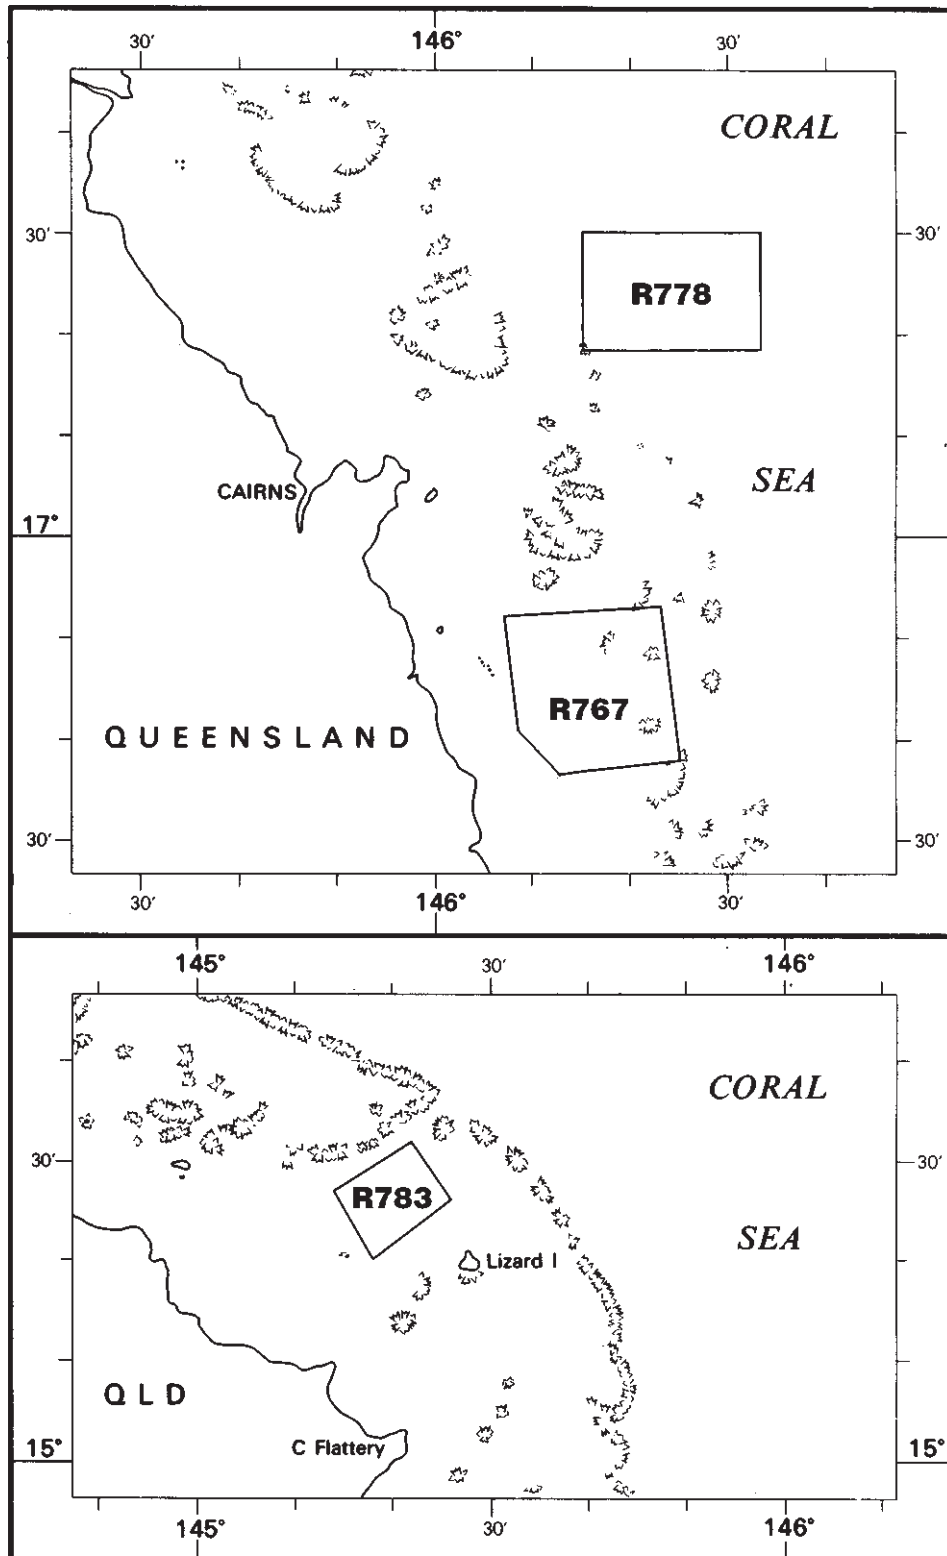 30' 146° 30'
CORAL
30' 30'
R778
SEA
CAIRNS
17°
R767
QUEENSLAND
30' 30'
30' 146° 30'
145° 30' 146°
CORAL
30' 30'
R783
SEA
Lizard I
QLD
C Flattery
15° 15°
145° 30' 146°